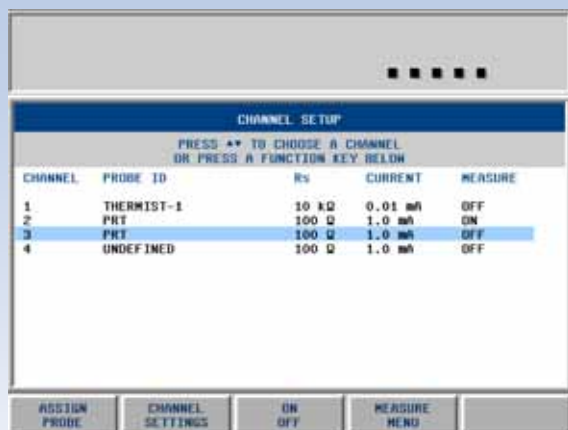 CHANNEL SETUP
PRESS ▲▼ TO CHOOSE A CHANNEL
OR PRESS A FUNCTION KEY BELOW
CHANNEL PROBE ID Rs CURRENT MEASURE
1 THERMIST-1 10 kΩ 0.01 mA OFF
2 PRT 100 Ω 1.0 mA ON
3 PRT 100 Ω 1.0 mA OFF
4 UNDEFINED 100 Ω 1.0 mA OFF
ASSIGN PROBE CHANNEL SETTINGS ON OFF MEASURE MENU